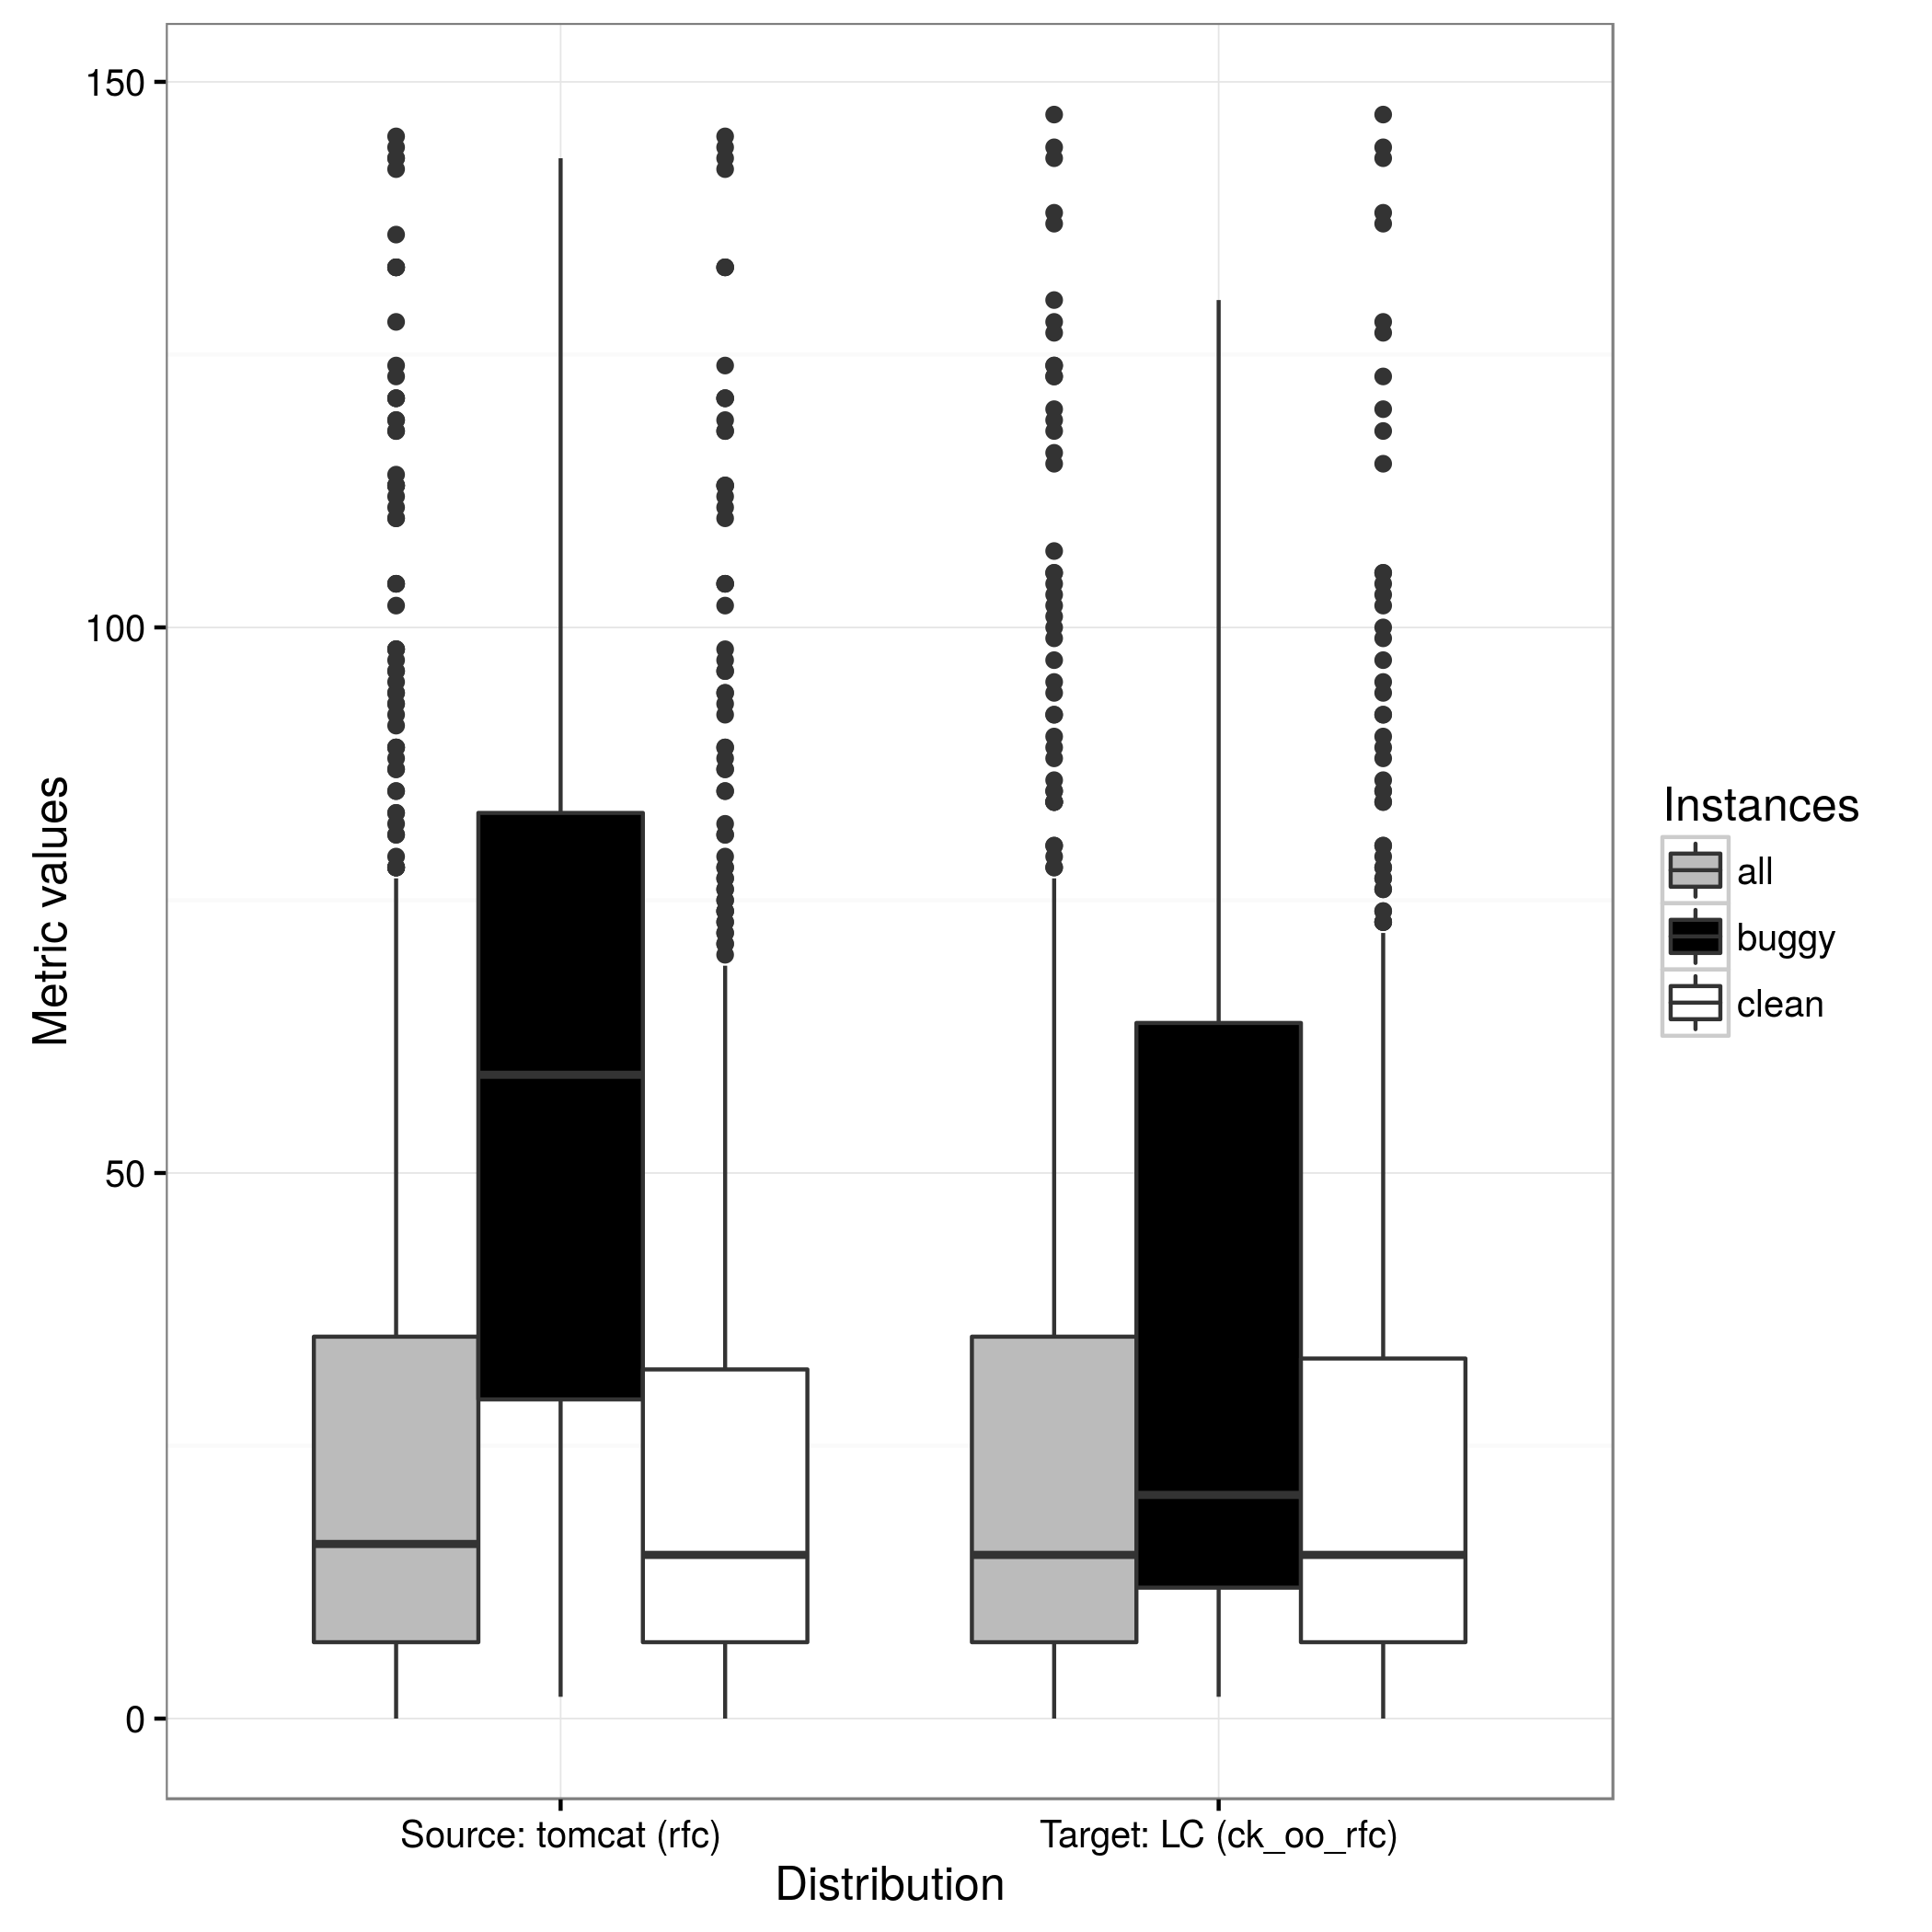 150
100
50
0
Metric values
Source: tomcat (rfc)
Target: LC (ck_oo_rfc)
Distribution
Instances
all
buggy
clean